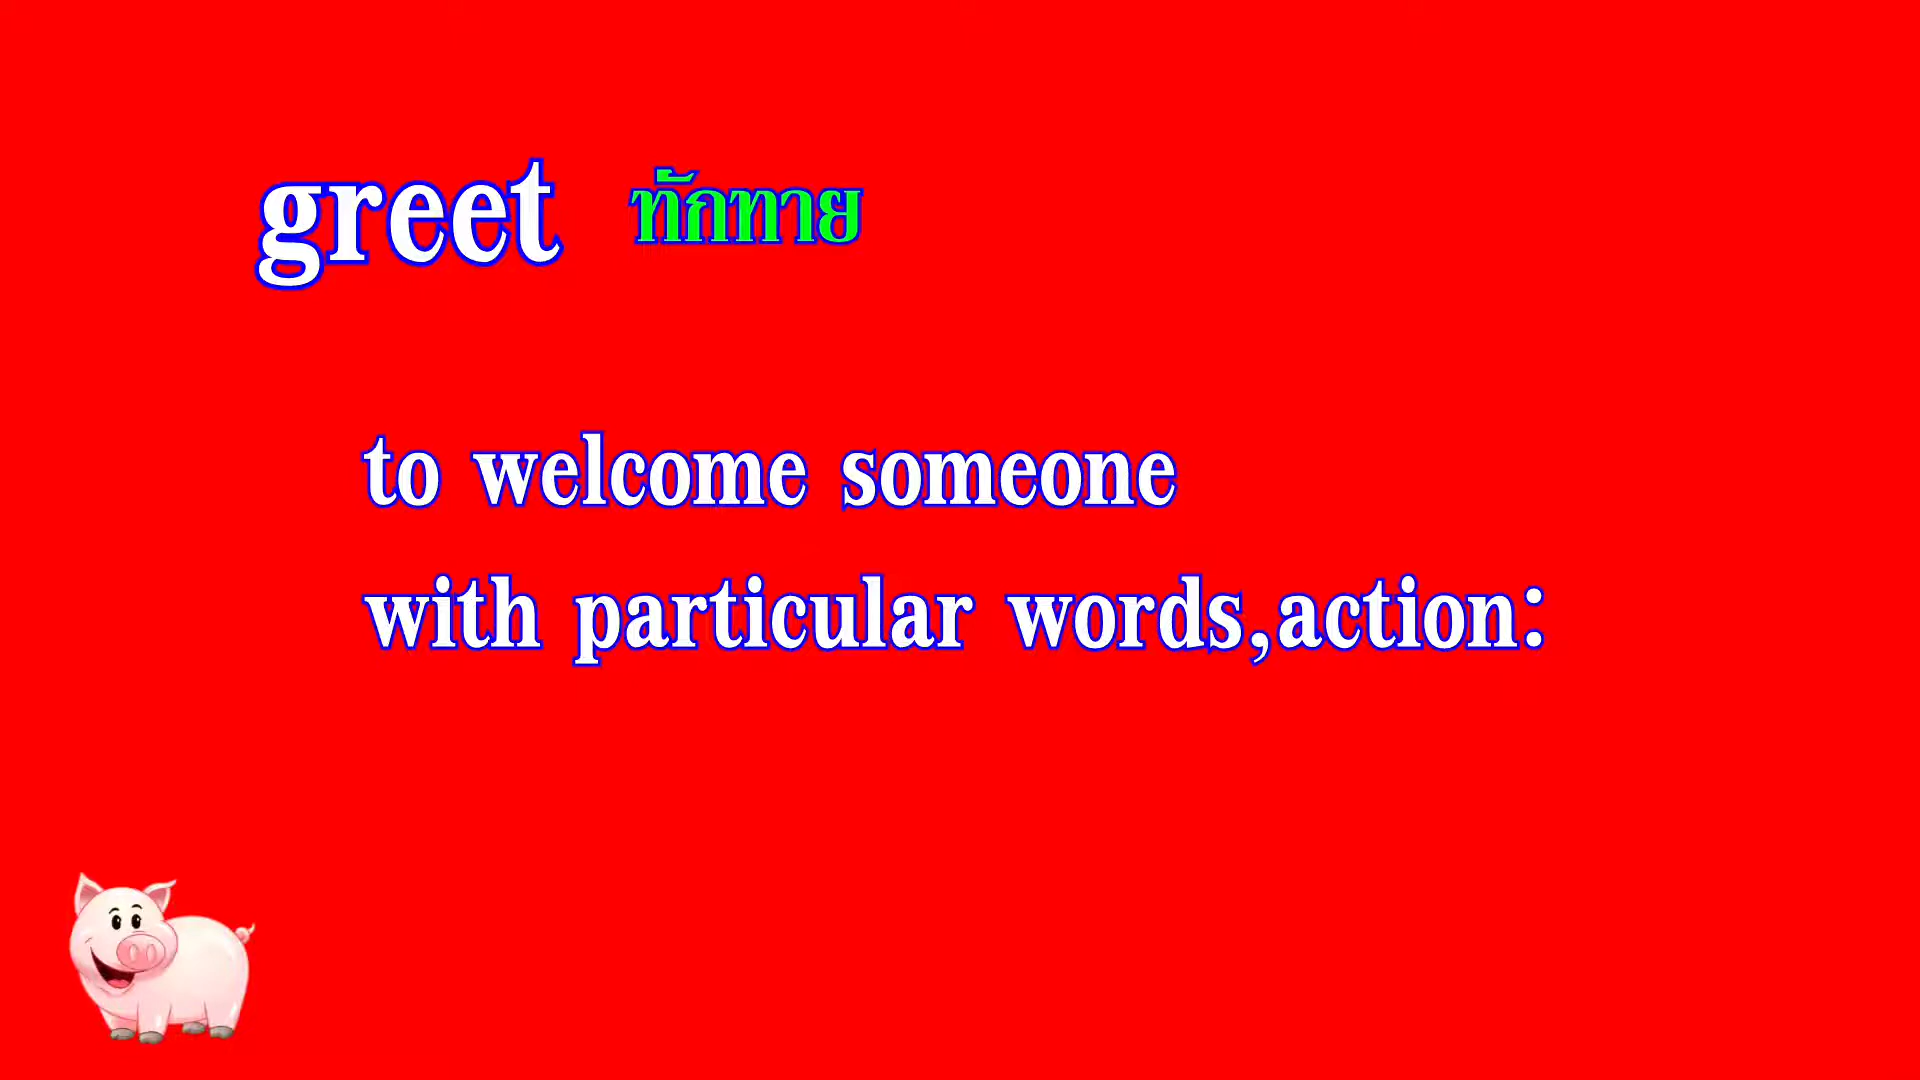 greet ทักทาย
to welcome someone
with particular words,action: